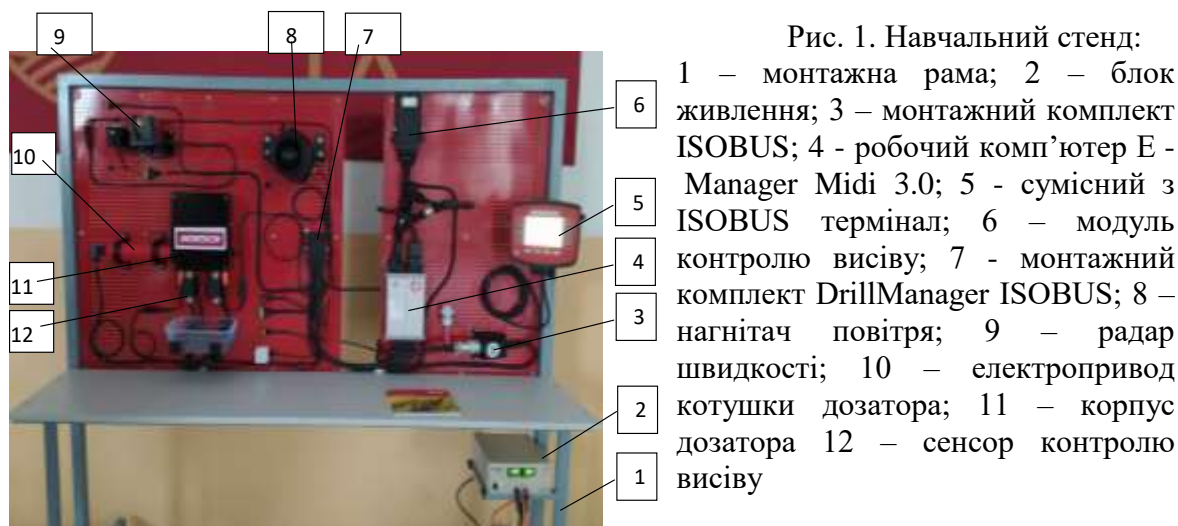 9
8
7
6
10
5
4
11
3
12
2
1
Рис. 1. Навчальний стенд:
1 – монтажна рама; 2 – блок
живлення; 3 – монтажний комплект
ISOBUS; 4 - робочий комп’ютер E -
Manager Midi 3.0; 5 - сумісний з
ISOBUS термінал; 6 – модуль
контролю висіву; 7 - монтажний
комплект DrillManager ISOBUS; 8 –
нагнітач повітря; 9 – радар
швидкості; 10 – електропривод
котушки дозатора; 11 – корпус
дозатора 12 – сенсор контролю
висіву